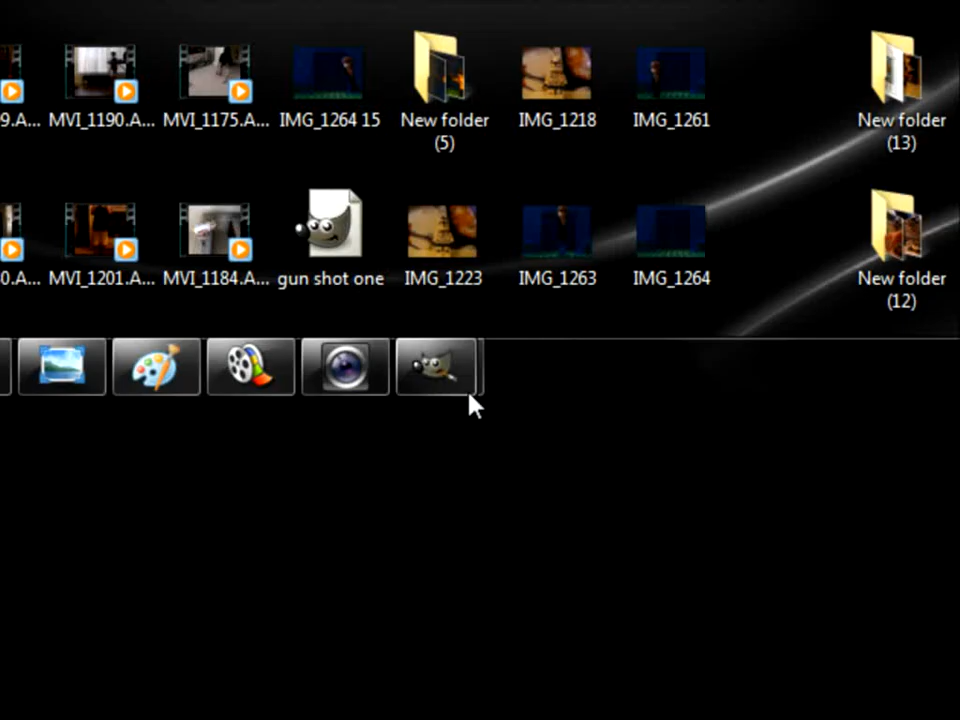 9.A... MVI_1190.A... MVI_1175.A... IMG_1264 15 New folder (5) IMG_1218 IMG_1261 New folder (13)
0.A... MVI_1201.A... MVI_1184.A... gun shot one IMG_1223 IMG_1263 IMG_1264 New folder (12)